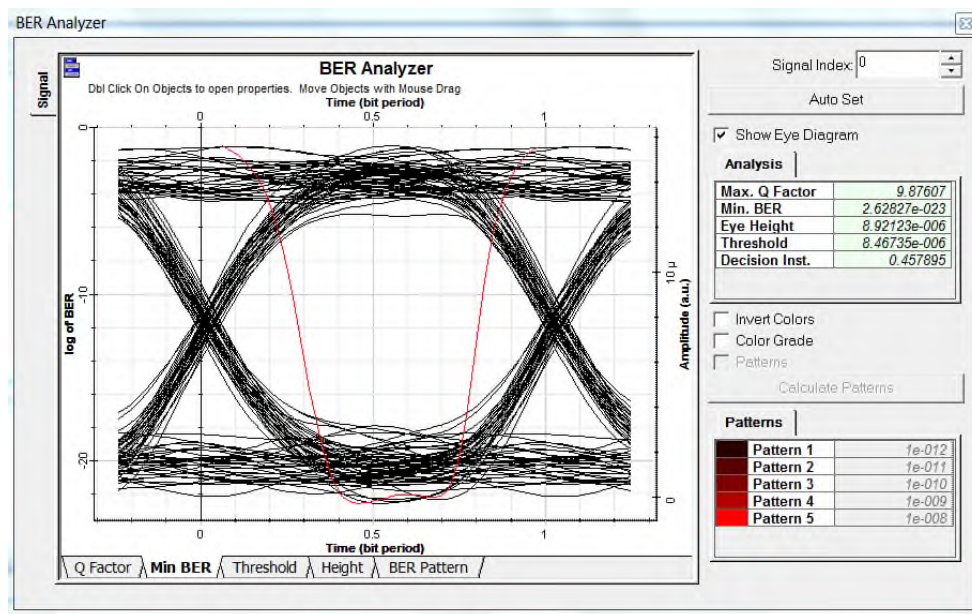 BER Analyzer
Signal
BER Analyzer
Dbl Click On Objects to open properties. Move Objects with Mouse Drag
Time (bit period)
0 0.5 1
0
-10
-20
log of BER
10 µ
0
Amplitude (a.u.)
0 0.5 1
Time (bit period)
Q Factor Min BER Threshold Height BER Pattern
Signal Index: 0
Auto Set
Show Eye Diagram
Analysis
Max. Q Factor 9.87607
Min. BER 2.62827e-023
Eye Height 8.92123e-006
Threshold 8.46735e-006
Decision Inst. 0.457895
Invert Colors
Color Grade
Patterns
Calculate Patterns
Patterns
Pattern 1 1e-012
Pattern 2 1e-011
Pattern 3 1e-010
Pattern 4 1e-009
Pattern 5 1e-008